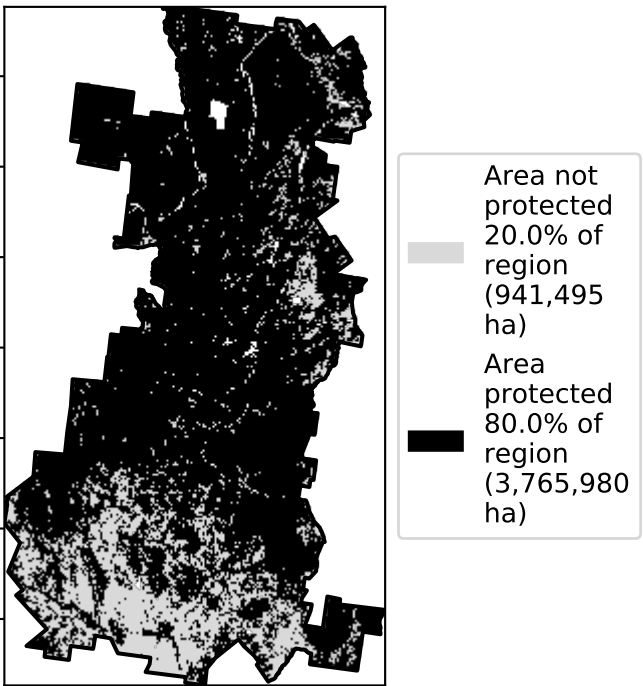 Area not
protected
20.0% of
region
(941,495
ha)
Area
protected
80.0% of
region
(3,765,980
ha)